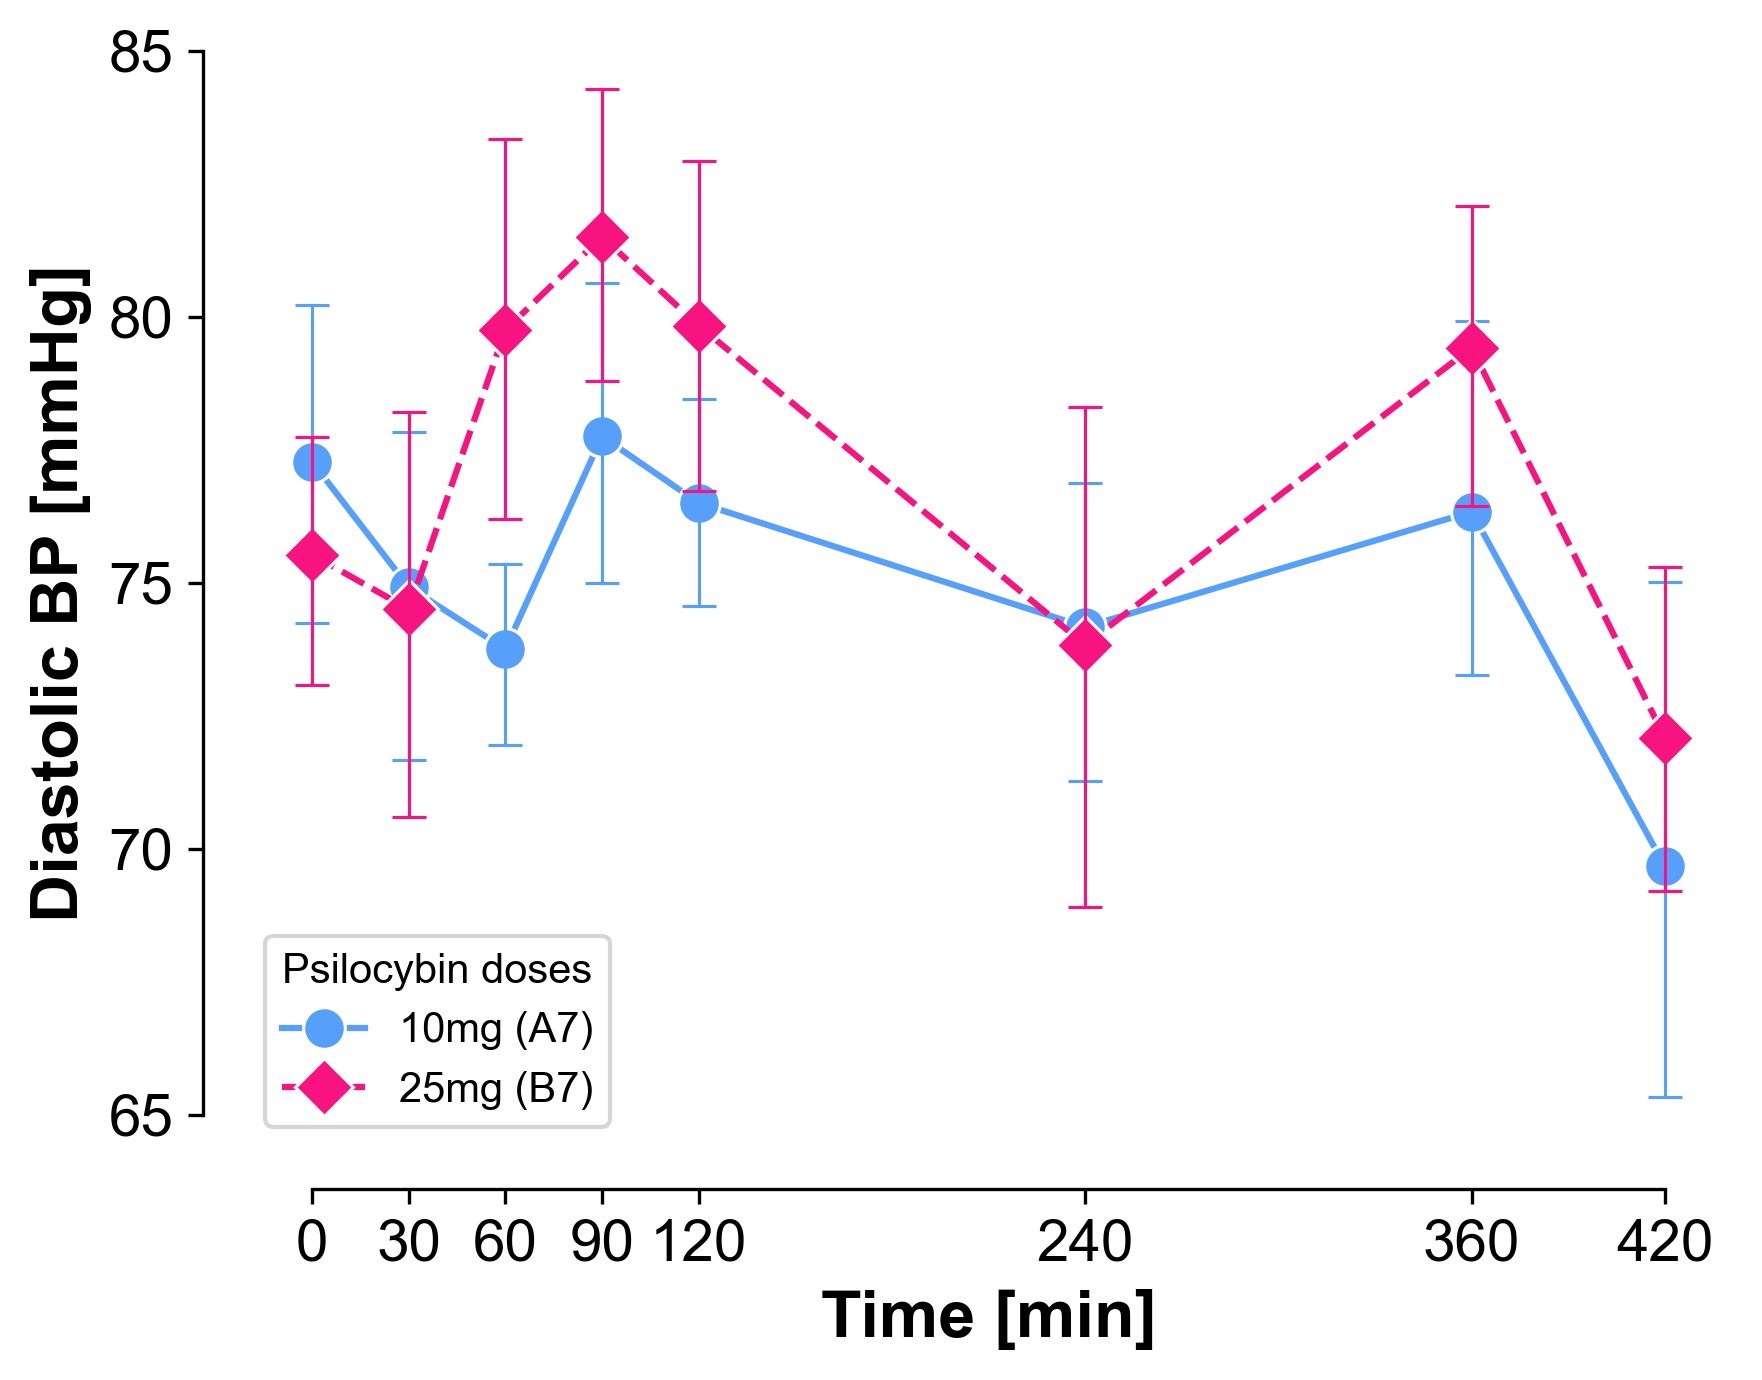 85
80
75
70
65
Diastolic BP [mmHg]
Psilocybin doses
10mg (A7)
25mg (B7)
0 30 60 90 120 240 360 420
Time [min]